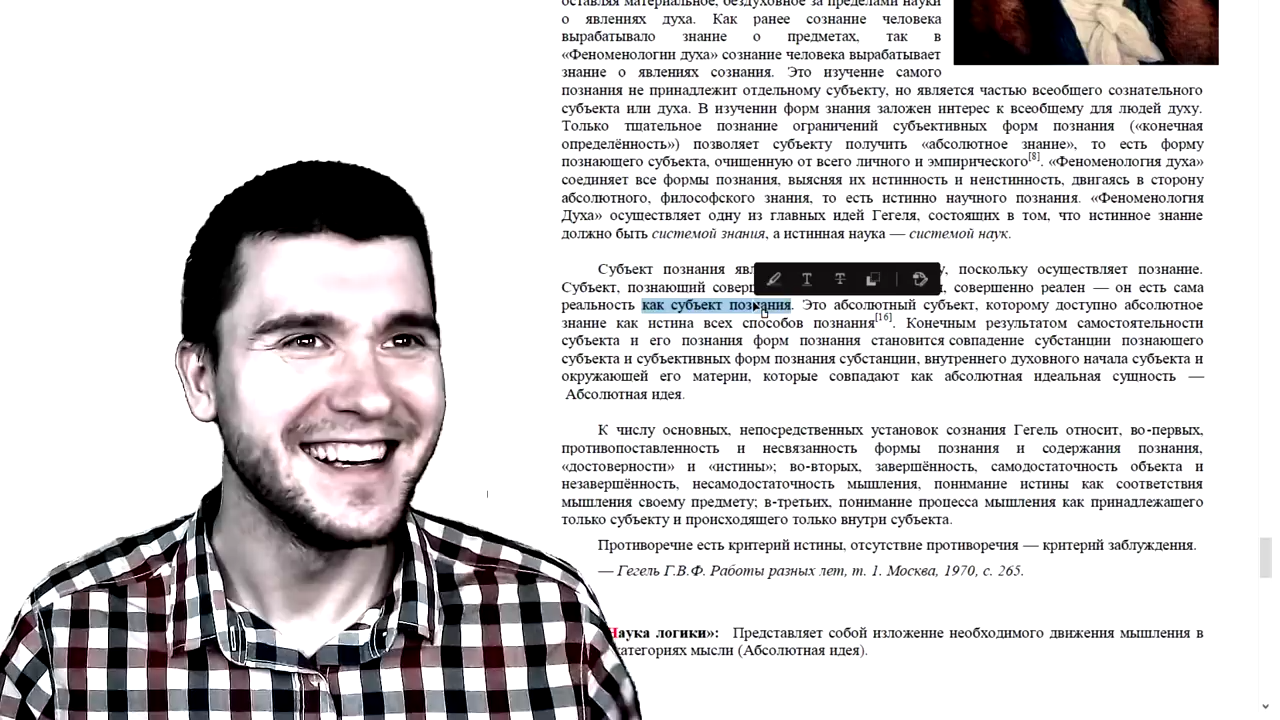 оставляя материальное, бездуховное за пределами науки
о явлениях духа. Как ранее сознание человека
вырабатывало знание о предметах, так в
«Феноменологии духа» сознание человека вырабатывает
знание о явлениях сознания. Это изучение самого
познания не принадлежит отдельному субъекту, но является частью всеобщего сознательного
субъекта или духа. В изучении форм знания заложен интерес к всеобщему для людей духу.
Только тщательное познание ограничений субъективных форм познания («конечная
определённость») позволяет субъекту получить «абсолютное знание», то есть форму
познающего субъекта, очищенную от всего личного и эмпирического[8]. «Феноменология духа»
соединяет все формы познания, выясняя их истинность и неистинность, двигаясь в сторону
абсолютного, философского знания, то есть истинно научного познания. «Феноменология
Духа» осуществляет одну из главных идей Гегеля, состоящих в том, что истинное знание
должно быть системой знания, а истинная наука — системой наук.
Субъект познания поскольку осуществляет познание.
Субъект, познающий совершенно реален — он есть сама
реальность как субъект познания. Это абсолютный субъект, которому доступно абсолютное
знание как истина всех способов познания[16]. Конечным результатом самостоятельности
субъекта и его познания форм познания становится совпадение субстанции познающего
субъекта и субъективных форм познания субстанции, внутреннего духовного начала субъекта и
окружающей его материи, которые совпадают как абсолютная идеальная сущность —
Абсолютная идея.
К числу основных, непосредственных установок сознания Гегель относит, во-первых,
противопоставленность и несвязанность формы познания и содержания познания,
«достоверности» и «истины»; во-вторых, завершённость, самодостаточность объекта и
незавершённость, несамодостаточность мышления, понимание истины как соответствия
мышления своему предмету; в-третьих, понимание процесса мышления как принадлежащего
только субъекту и происходящего только внутри субъекта.
Противоречие есть критерий истины, отсутствие противоречия — критерий заблуждения.
— Гегель Г.В.Ф. Работы разных лет, т. 1. Москва, 1970, с. 265.
Наука логики»: Представляет собой изложение необходимого движения мышления в
категориях мысли (Абсолютная идея).